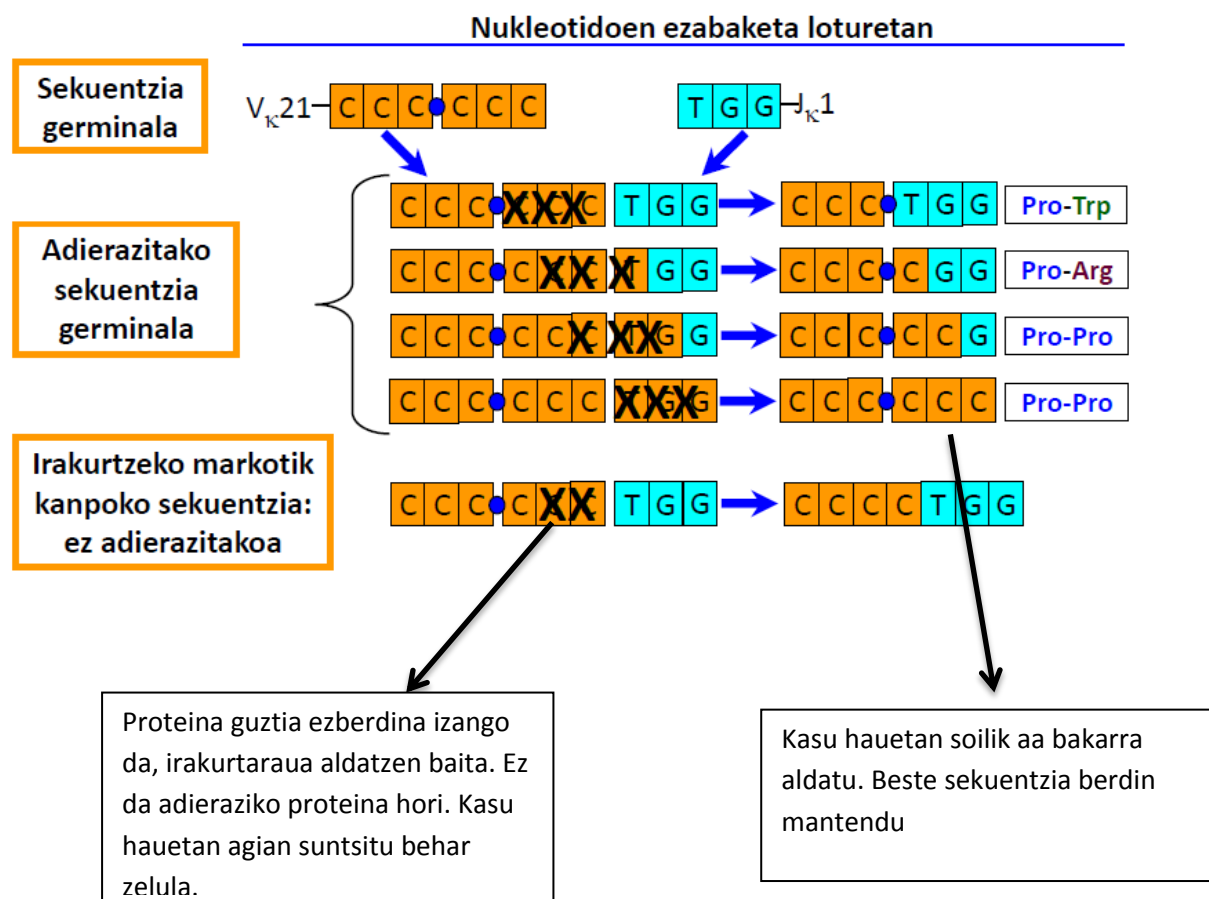 Nukleotidoen ezabaketa loturetan
Sekuentzia
germinala
Vκ21 C C C C C C T G G Jκ1
Adierazitako
sekuentzia
germinala
C C C X X X C T G G C C C T G G Pro-Trp
C C C C X X X G G C C C C G G Pro-Arg
C C C C C X X X G C C C C C G Pro-Pro
C C C C C C X X X C C C C C C Pro-Pro
Irakurtzeko markotik
kanpoko sekuentzia:
ez adierazitakoa
C C C C X X T G G C C C C T G G
Proteina guztia ezberdina izango
da, irakurtaraua aldatzen baita. Ez
da adieraziko proteina hori. Kasu
hauetan agian suntsitu behar
zelula.
Kasu hauetan soilik aa bakarra
aldatu. Beste sekuentzia berdin
mantendu